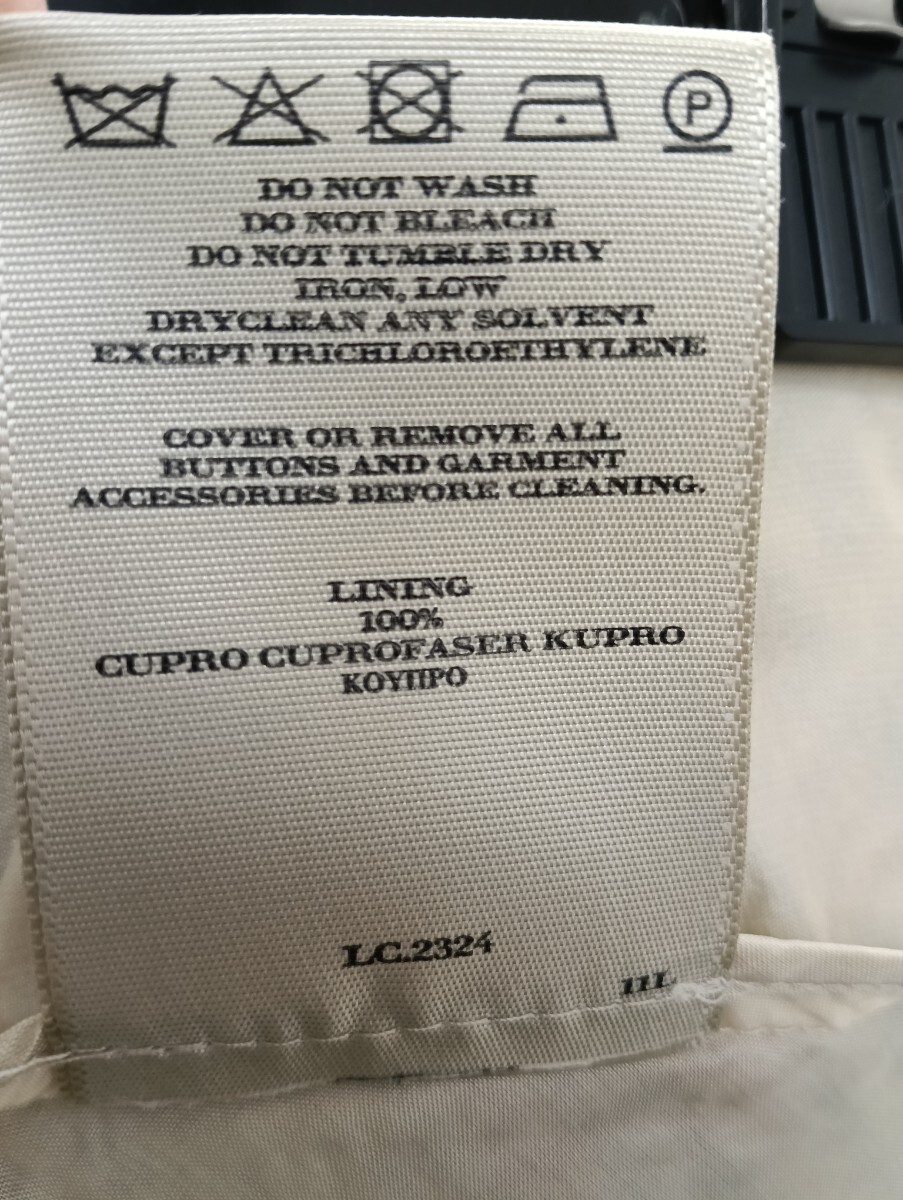 P
DO NOT WASH
DO NOT BLEACH
DO NOT TUMBLE DRY
IRON, LOW
DRYCLEAN ANY SOLVENT
EXCEPT TRICHLOROETHYLENE
COVER OR REMOVE ALL
BUTTONS AND GARMENT
ACCESSORIES BEFORE CLEANING.
LINING
100%
CUPRO CUPROFASER KUPRO
ΚΟΥΠΡΟ
LC.2324
11L